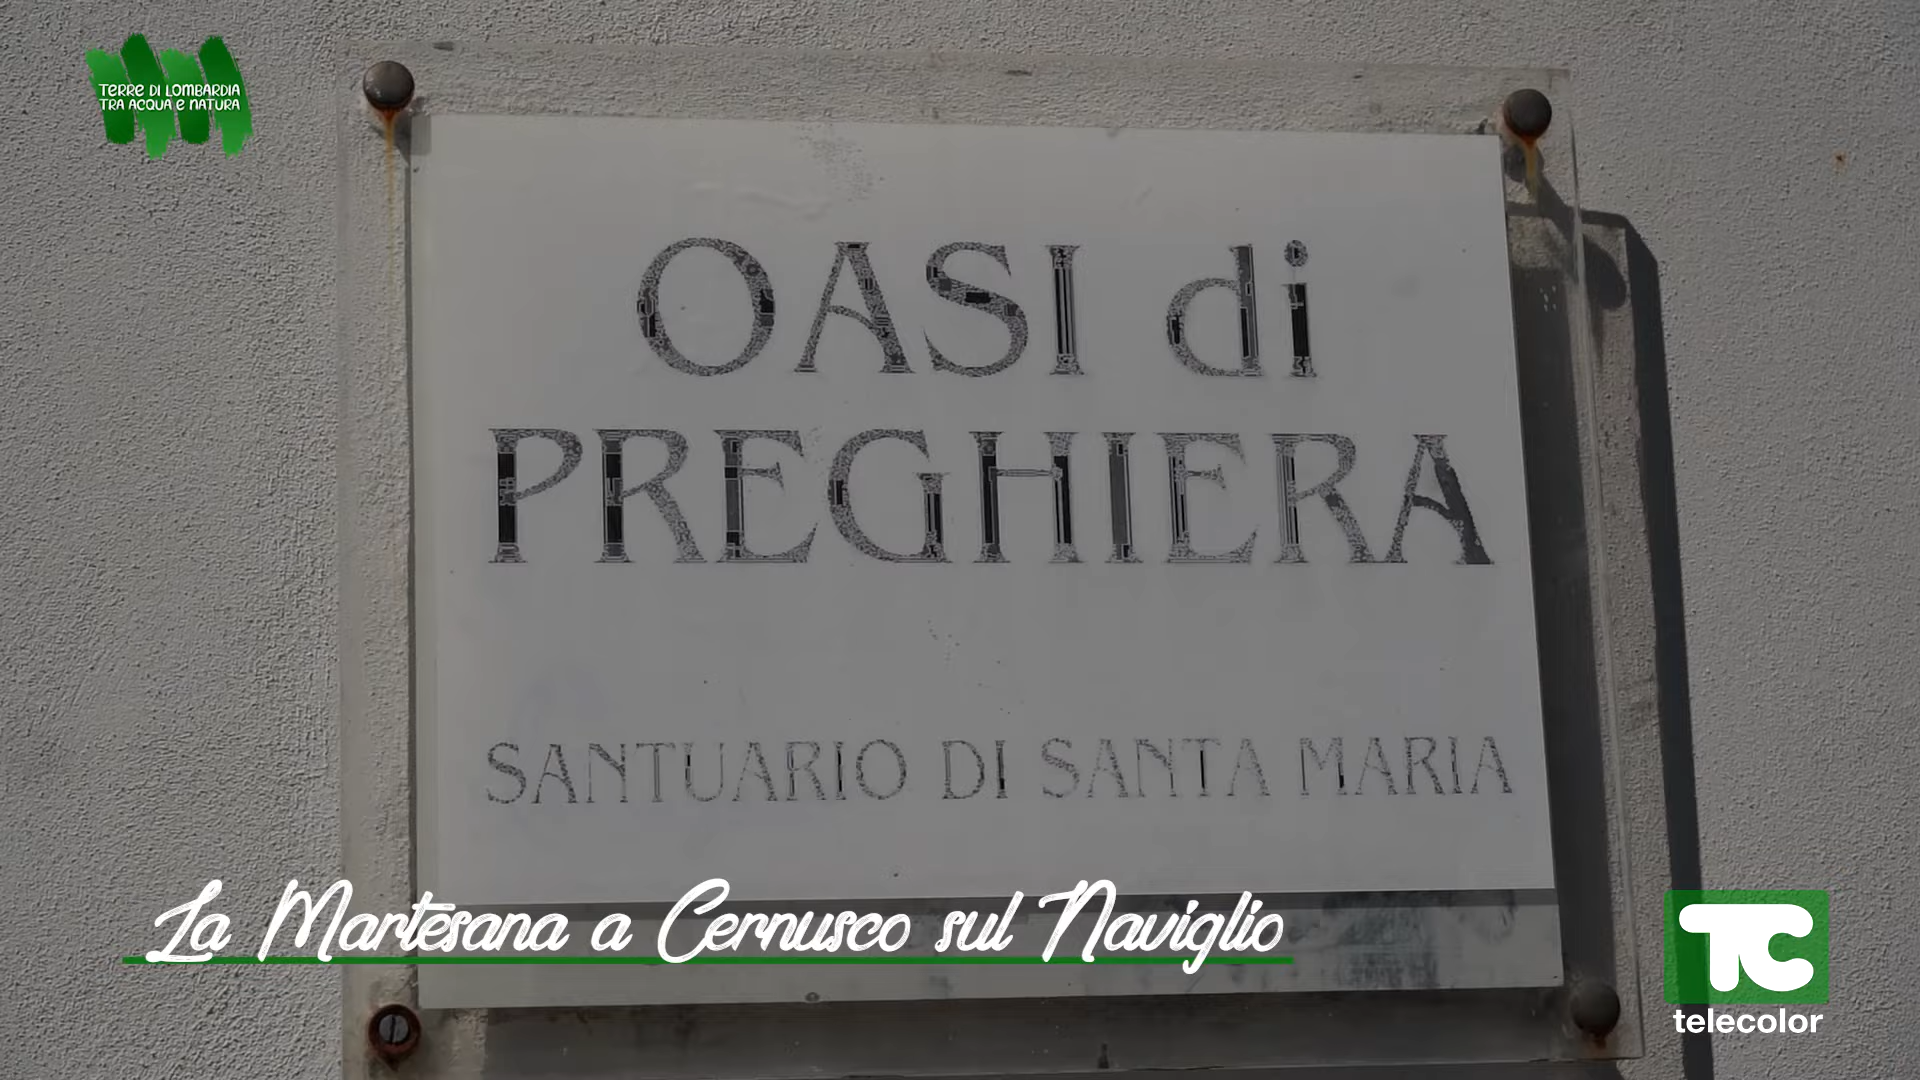 TERRE DI LOMBARDIA
TRA ACQUA E NATURA
OASI di
PREGHIERA
SANTUARIO DI SANTA MARIA
La Martesana a Cernusco sul Naviglio
TC
telecolor